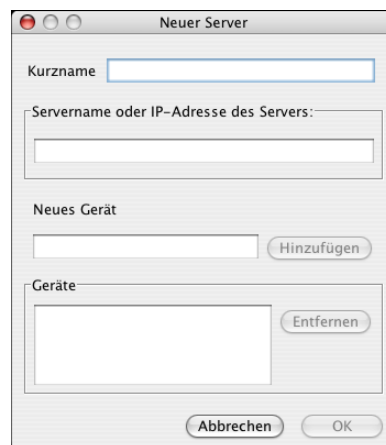 Neuer Server
Kurzname
Servername oder IP-Adresse des Servers:
Neues Gerät
Hinzufügen
Geräte
Entfernen
Abbrechen OK